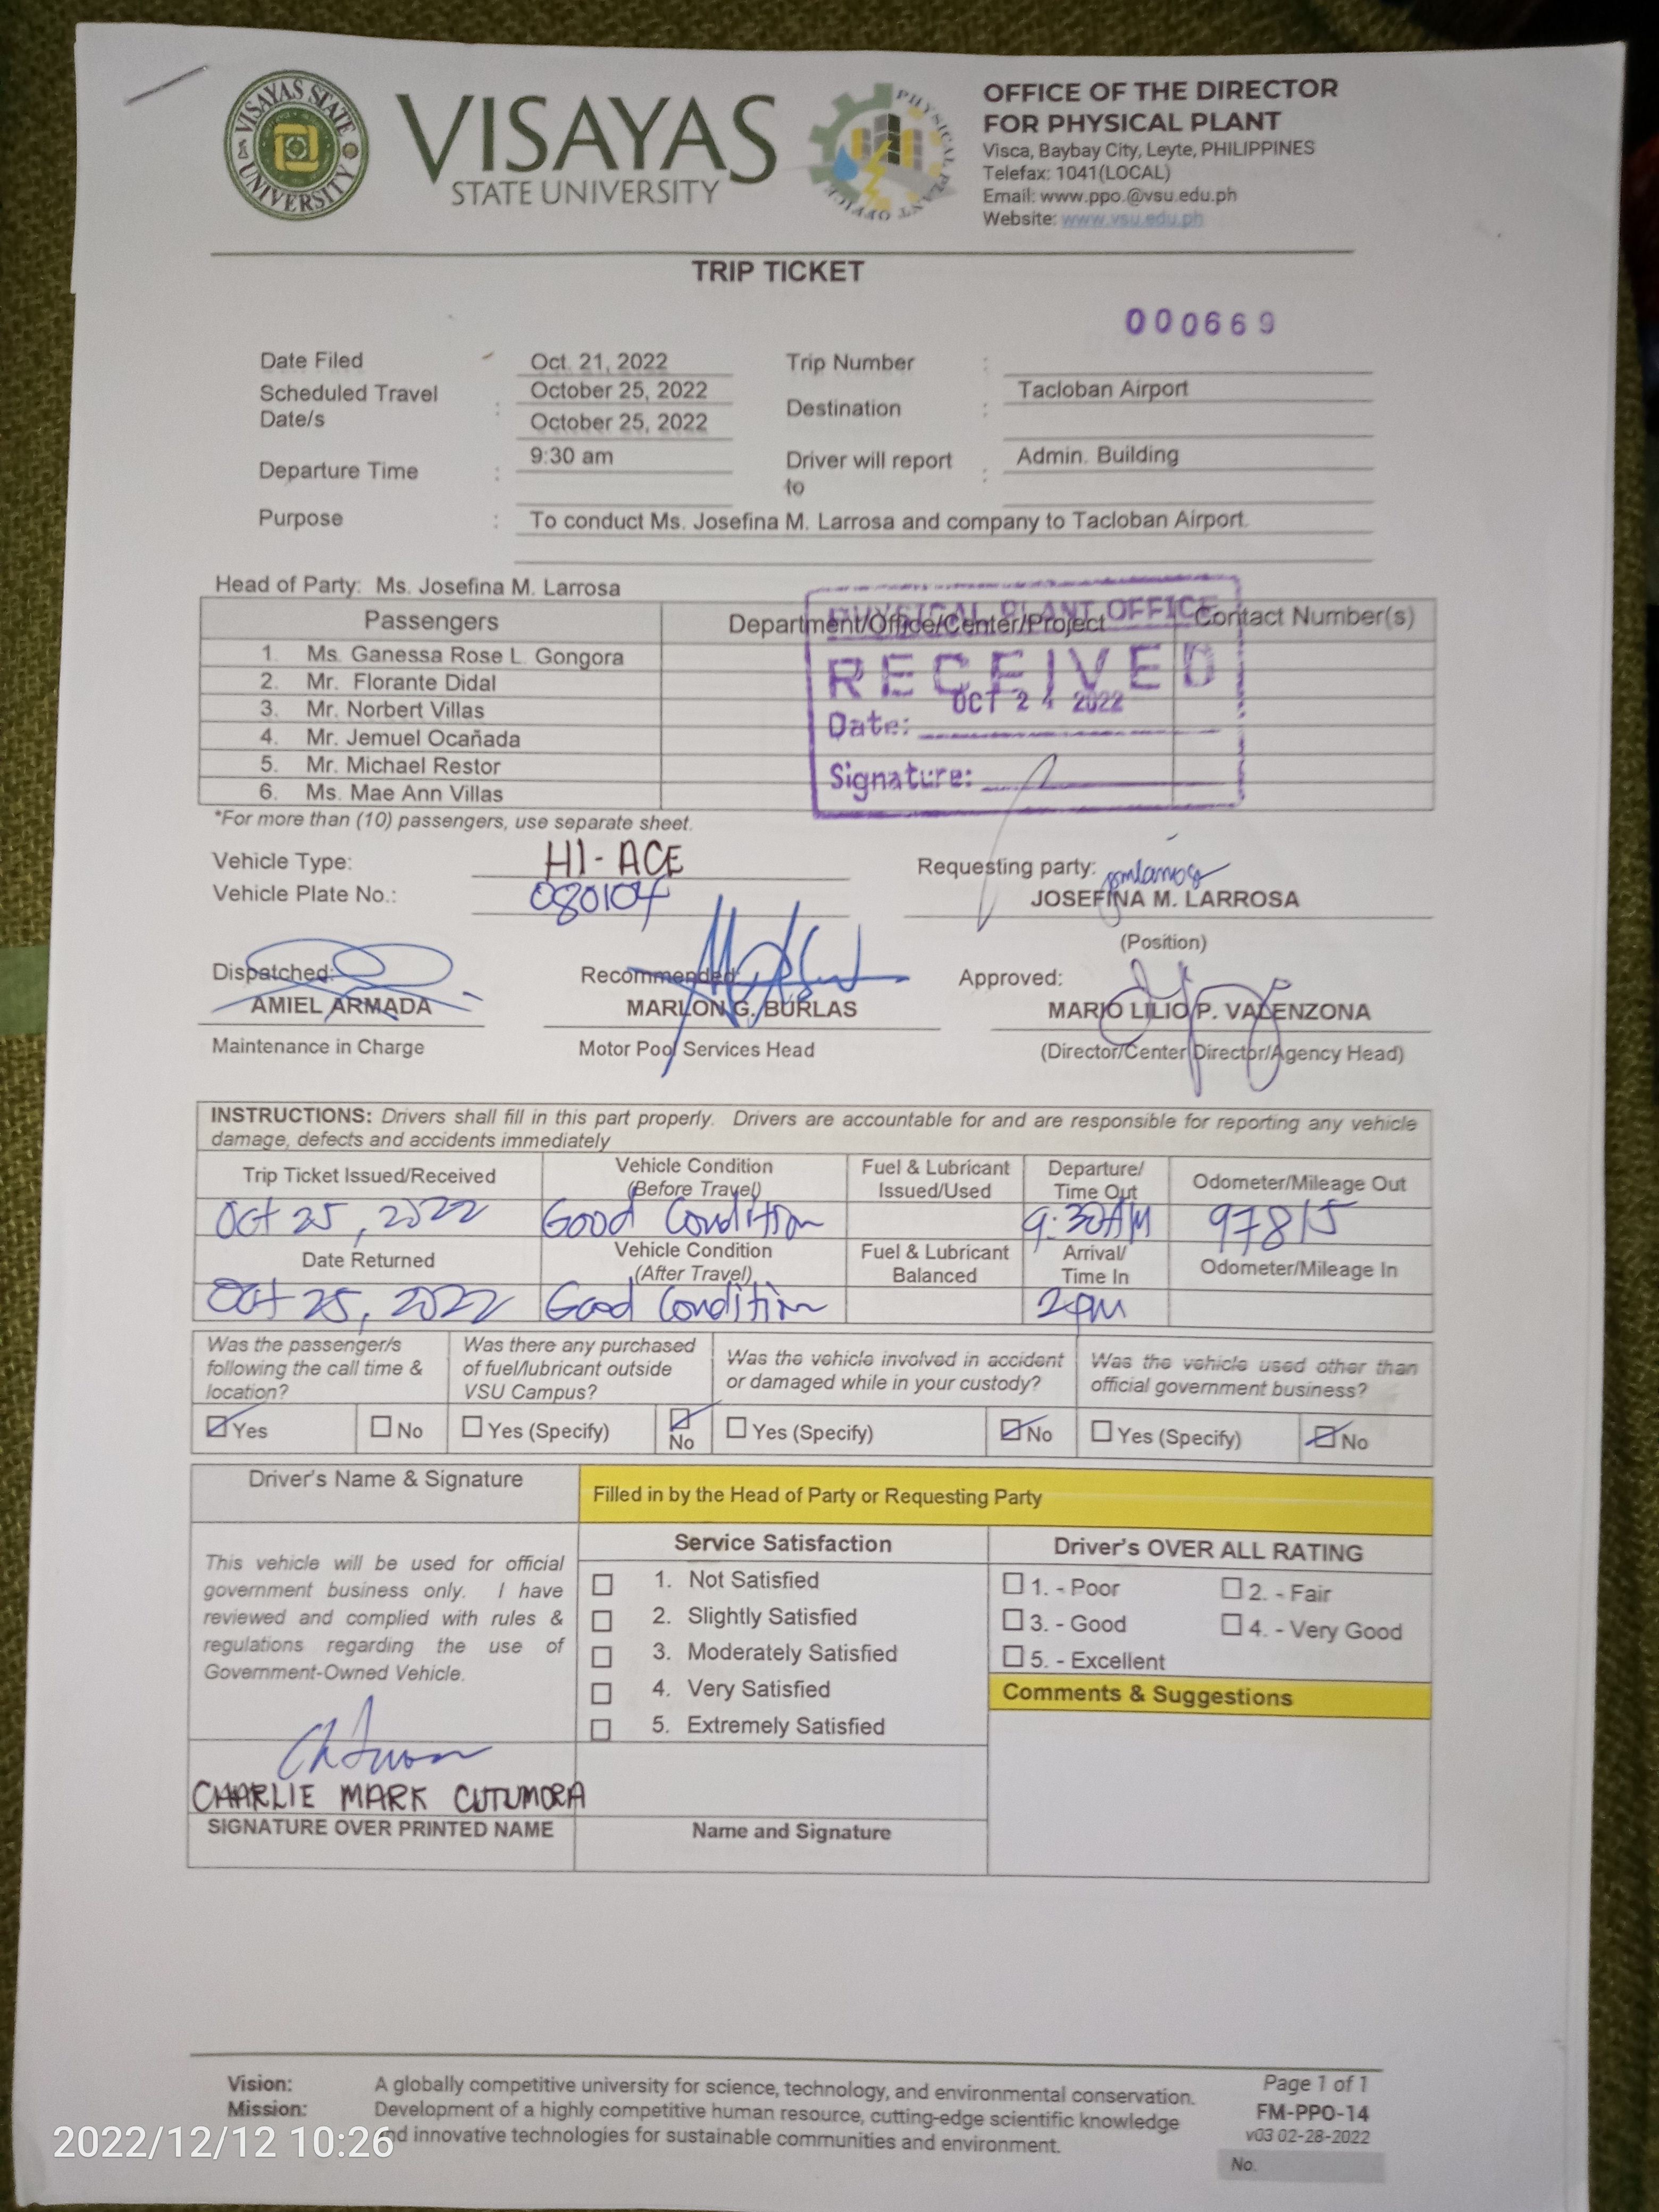 VISAYAS STATE UNIVERSITY
VISAYAS
STATE UNIVERSITY
PHYSICAL PLANT OFFICE
OFFICE OF THE DIRECTOR
FOR PHYSICAL PLANT
Visca, Baybay City, Leyte, PHILIPPINES
Telefax: 1041(LOCAL)
Email: www.ppo.@vsu.edu.ph
Website: www.vsu.edu.ph
TRIP TICKET
000669
Date Filed Oct. 21, 2022 Trip Number :
Scheduled Travel Date/s : October 25, 2022 Destination : Tacloban Airport
October 25, 2022
Departure Time : 9:30 am Driver will report to : Admin. Building
Purpose : To conduct Ms. Josefina M. Larrosa and company to Tacloban Airport.
Head of Party: Ms. Josefina M. Larrosa
Passengers Department/Office/Center/Project Contact Number(s)
1. Ms. Ganessa Rose L. Gongora
2. Mr. Florante Didal
3. Mr. Norbert Villas
4. Mr. Jemuel Ocañada
5. Mr. Michael Restor
6. Ms. Mae Ann Villas
PHYSICAL PLANT OFFICE
RECEIVED
OCT 24 2022
Date:
Signature:
*For more than (10) passengers, use separate sheet.
Vehicle Type: HI-ACE
Vehicle Plate No.: 080104
Requesting party:
JOSEFINA M. LARROSA
(Position)
Dispatched: Recommended: Approved:
AMIEL ARMADA MARLON G. BURLAS MARIO LILIO P. VALENZONA
Maintenance in Charge Motor Pool Services Head (Director/Center Director/Agency Head)
INSTRUCTIONS: Drivers shall fill in this part properly. Drivers are accountable for and are responsible for reporting any vehicle
damage, defects and accidents immediately
Trip Ticket Issued/Received Vehicle Condition (Before Travel) Fuel & Lubricant Issued/Used Departure/ Time Out Odometer/Mileage Out
Oct 25, 2022 Good Condition 9:30AM 97815
Date Returned Vehicle Condition (After Travel) Fuel & Lubricant Balanced Arrival/ Time In Odometer/Mileage In
Oct 25, 2022 Good Condition 2pm
Was the passenger/s following the call time & location? Was there any purchased of fuel/lubricant outside VSU Campus? Was the vehicle involved in accident or damaged while in your custody? Was the vehicle used other than official government business?
Yes No Yes (Specify) No Yes (Specify) No Yes (Specify) No
Driver's Name & Signature
Filled in by the Head of Party or Requesting Party
This vehicle will be used for official
government business only. I have
reviewed and complied with rules &
regulations regarding the use of
Government-Owned Vehicle.
CHARLIE MARK CUTUMORA
SIGNATURE OVER PRINTED NAME
Service Satisfaction
1. Not Satisfied
2. Slightly Satisfied
3. Moderately Satisfied
4. Very Satisfied
5. Extremely Satisfied
Name and Signature
Driver's OVER ALL RATING
1. - Poor 2. - Fair
3. - Good 4. - Very Good
5. - Excellent
Comments & Suggestions
Vision: A globally competitive university for science, technology, and environmental conservation.
Mission: Development of a highly competitive human resource, cutting-edge scientific knowledge
and innovative technologies for sustainable communities and environment.
Page 1 of 1
FM-PPO-14
v03 02-28-2022
No.
2022/12/12 10:26